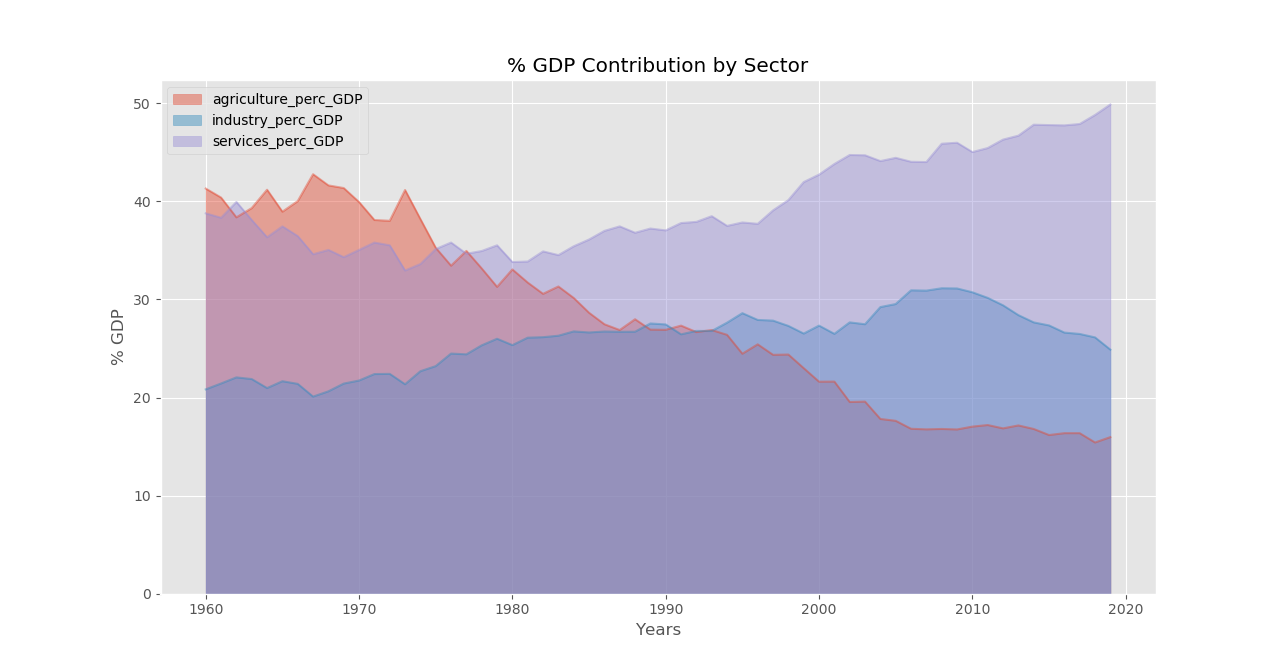 % GDP Contribution by Sector
agriculture_perc_GDP
industry_perc_GDP
services_perc_GDP
50
40
30
20
10
0
% GDP
1960 1970 1980 1990 2000 2010 2020
Years